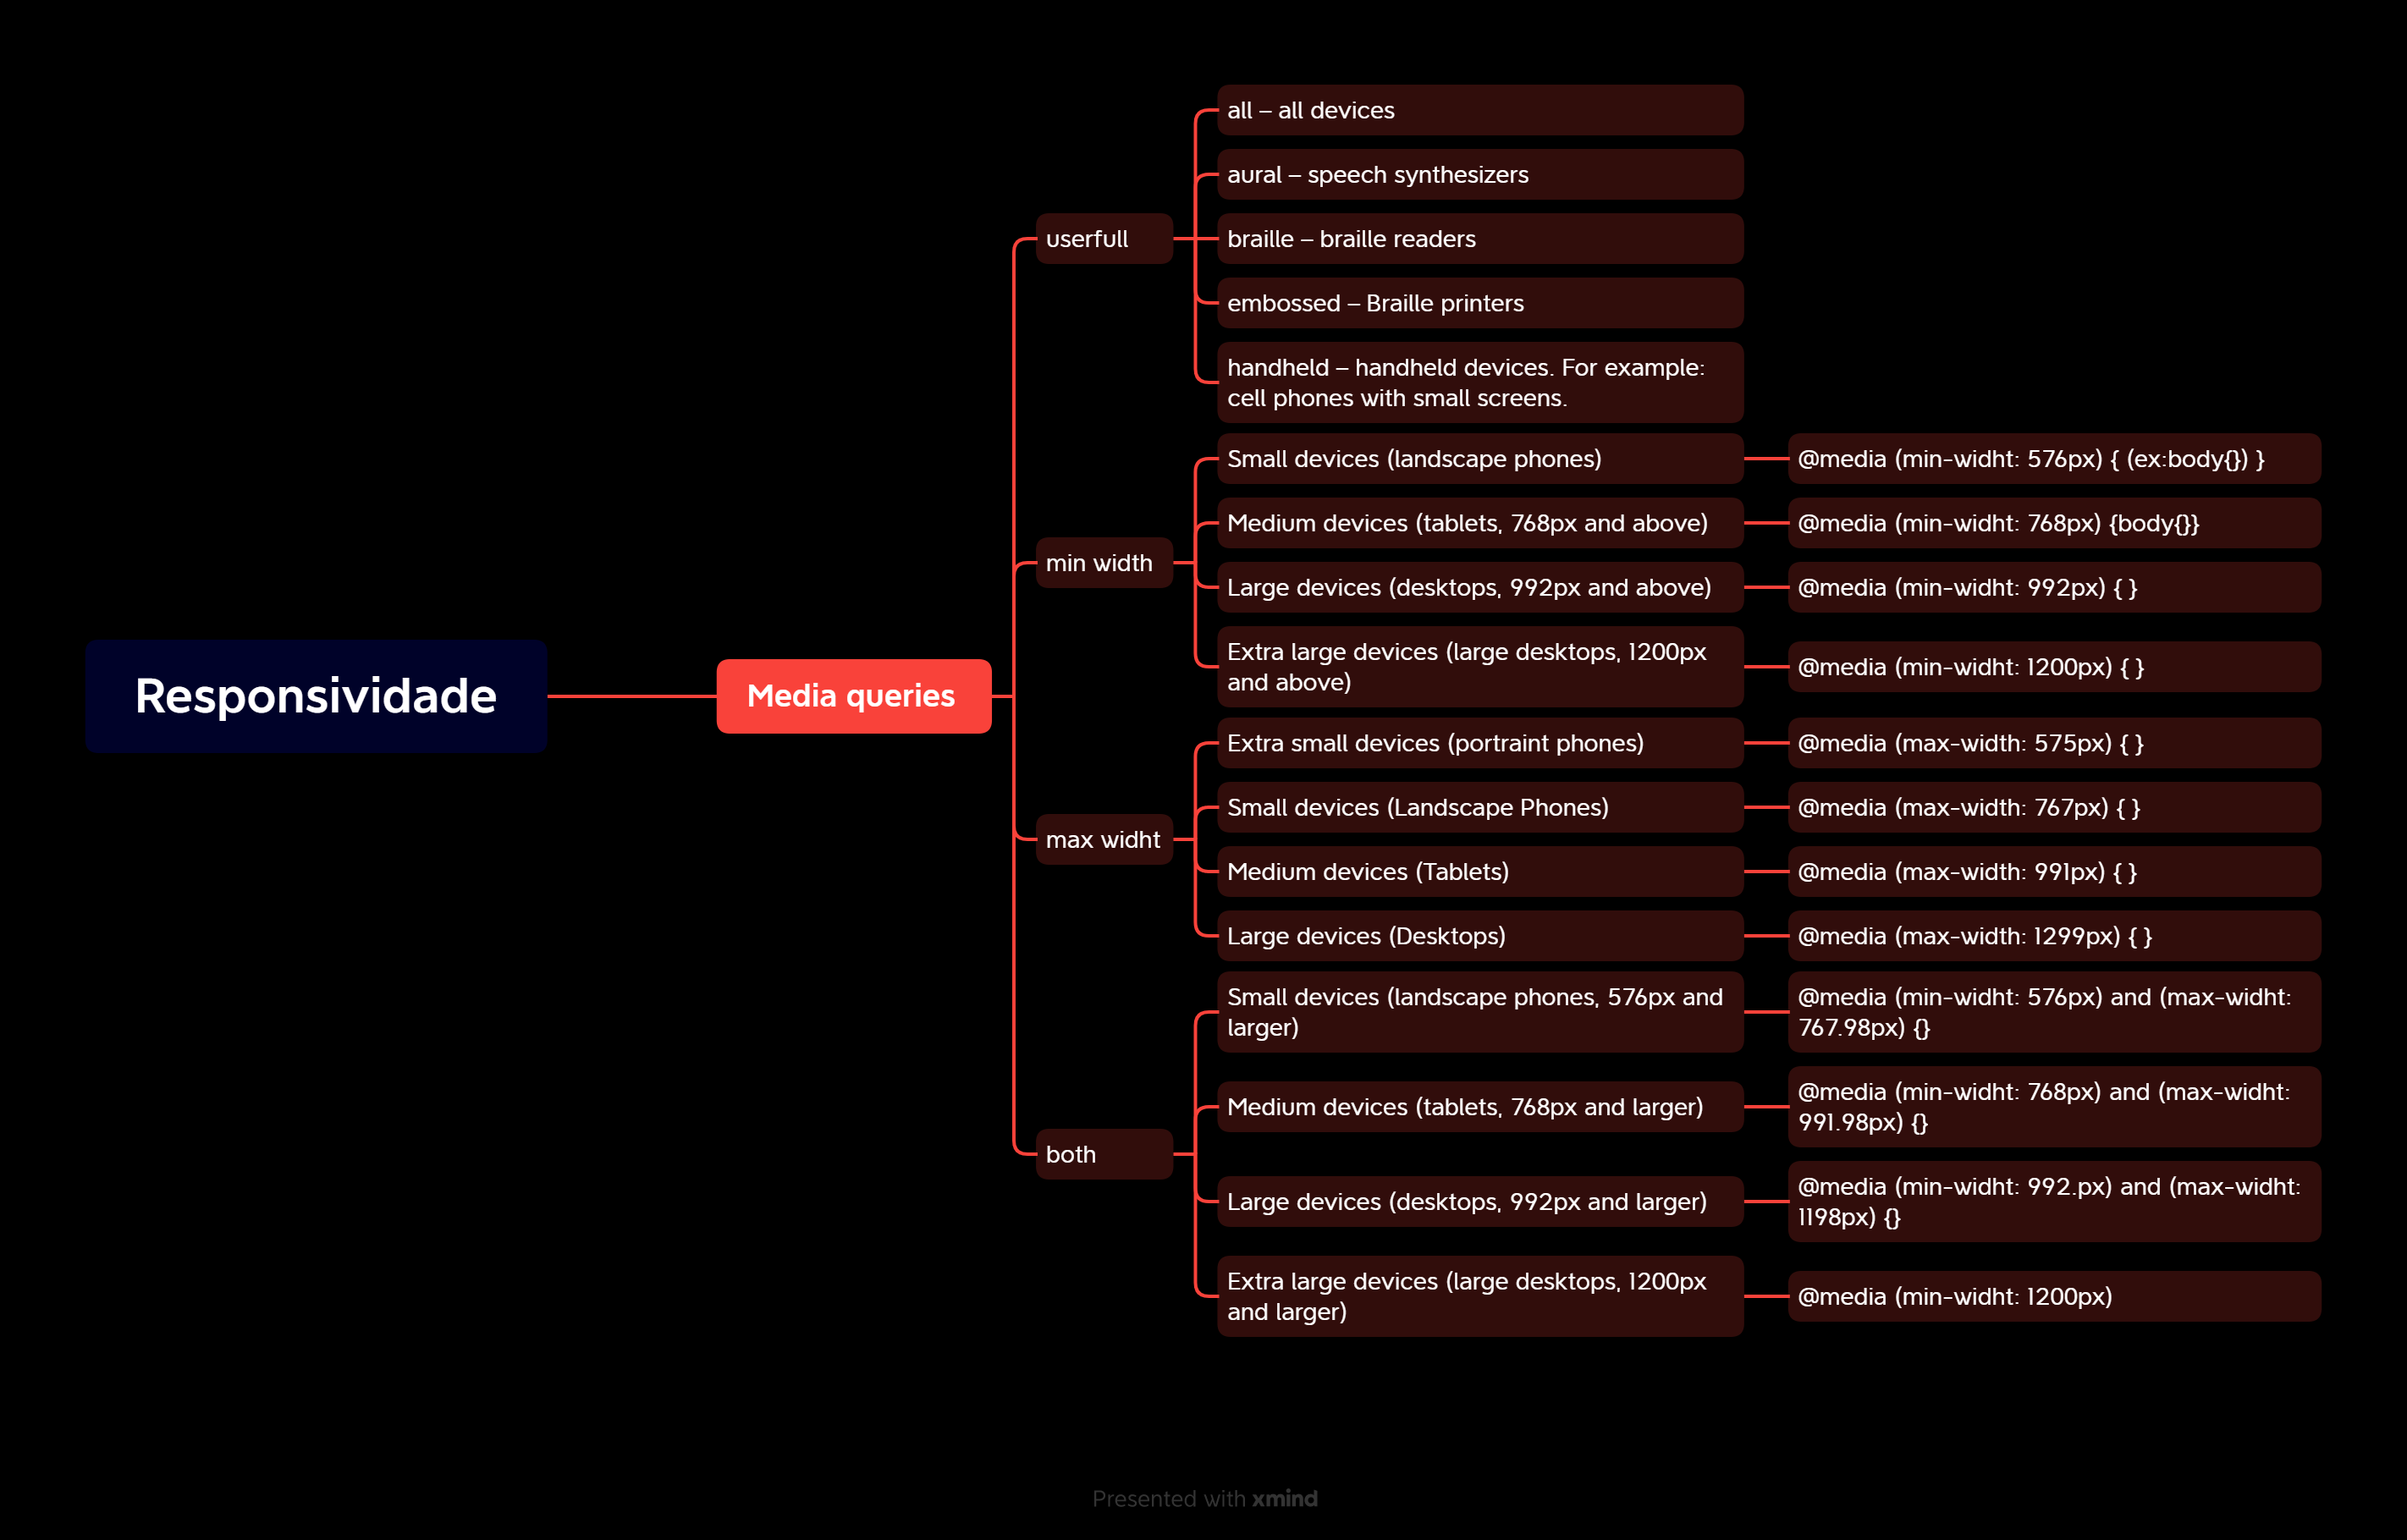 Responsividade
Media queries
userfull
all – all devices
aural – speech synthesizers
braille – braille readers
embossed – Braille printers
handheld – handheld devices. For example:
cell phones with small screens.
min width
Small devices (landscape phones)
@media (min-widht: 576px) { (ex:body{}) }
Medium devices (tablets, 768px and above)
@media (min-widht: 768px) {body{}}
Large devices (desktops, 992px and above)
@media (min-widht: 992px) { }
Extra large devices (large desktops, 1200px
and above)
@media (min-widht: 1200px) { }
max widht
Extra small devices (portraint phones)
@media (max-width: 575px) { }
Small devices (Landscape Phones)
@media (max-width: 767px) { }
Medium devices (Tablets)
@media (max-width: 991px) { }
Large devices (Desktops)
@media (max-width: 1299px) { }
both
Small devices (landscape phones, 576px and
larger)
@media (min-widht: 576px) and (max-widht:
767.98px) {}
Medium devices (tablets, 768px and larger)
@media (min-widht: 768px) and (max-widht:
991.98px) {}
Large devices (desktops, 992px and larger)
@media (min-widht: 992.px) and (max-widht:
1198px) {}
Extra large devices (large desktops, 1200px
and larger)
@media (min-widht: 1200px)
Presented with xmind